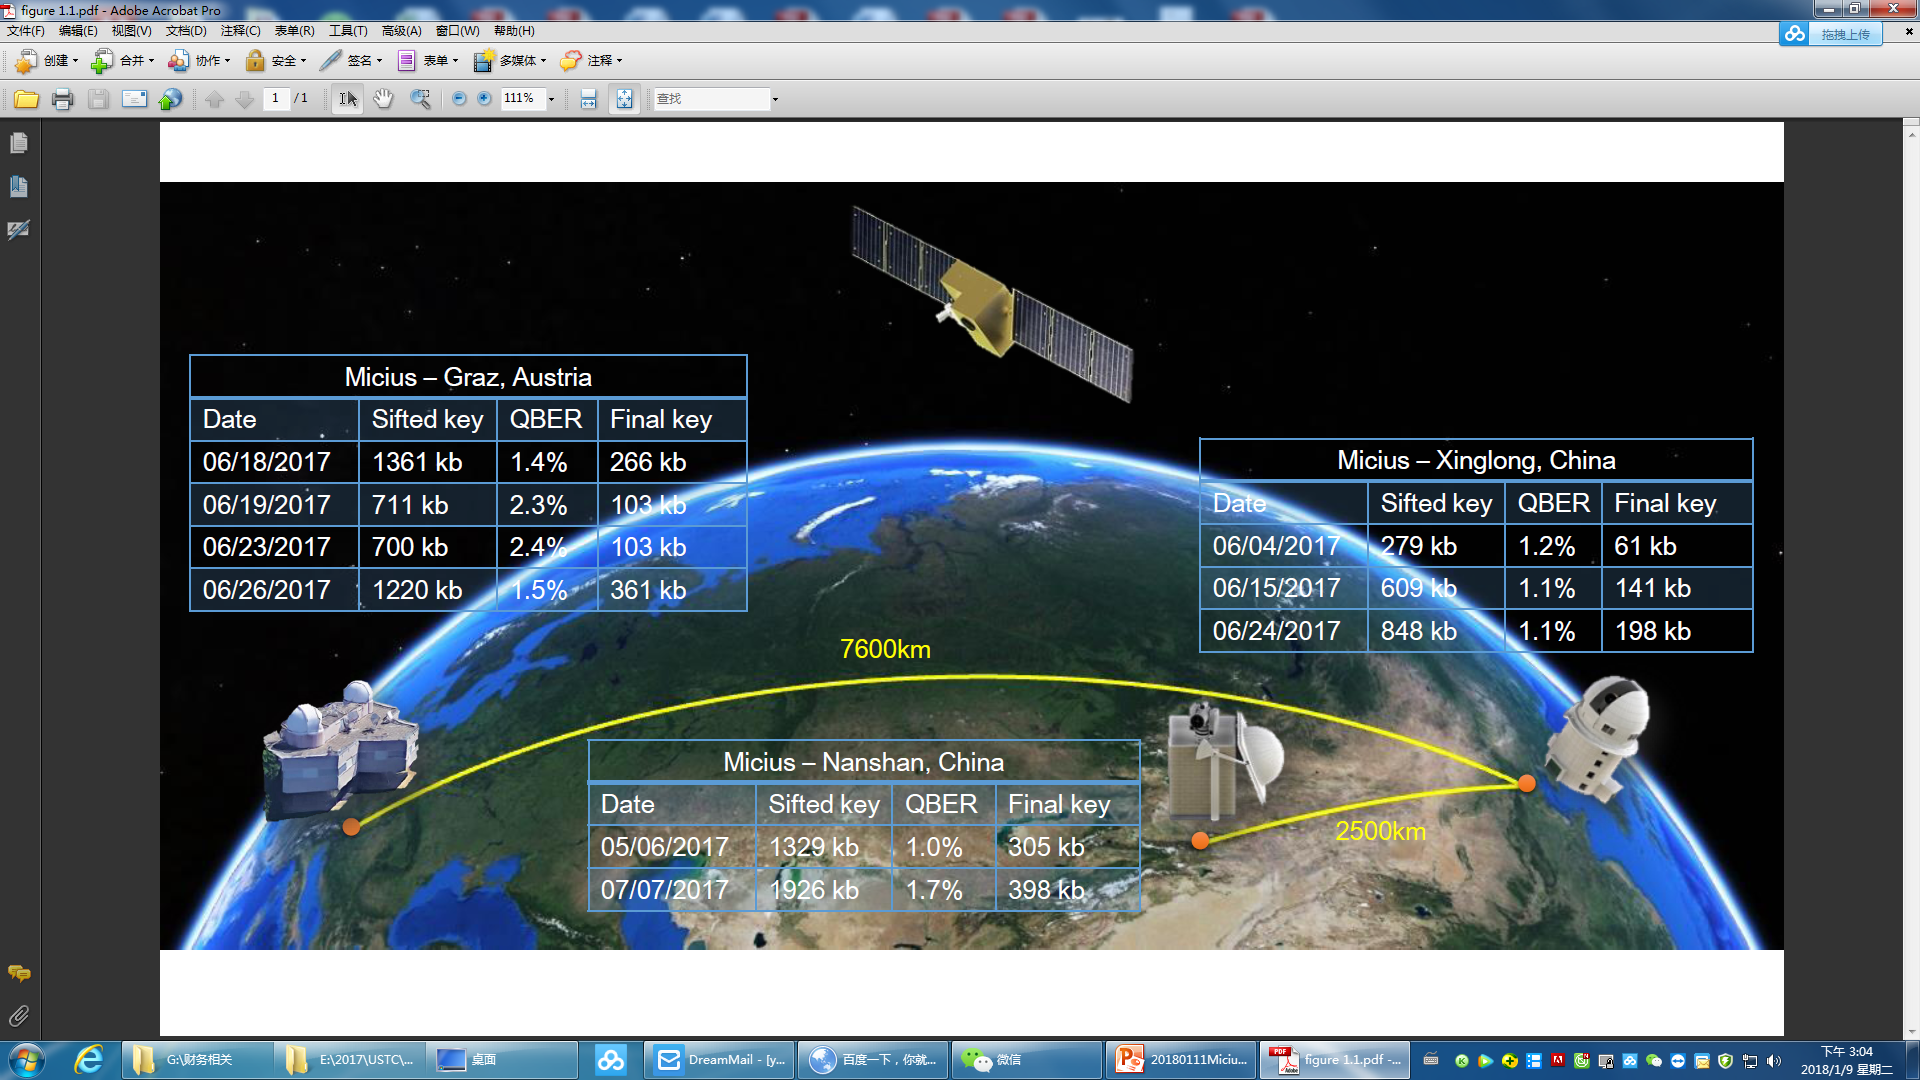 figure 1.1.pdf - Adobe Acrobat Pro
文件(F) 编辑(E) 视图(V) 文档(D) 注释(C) 表单(R) 工具(T) 高级(A) 窗口(W) 帮助(H)
拖拽上传
创建 合并 协作 安全 签名 表单 多媒体 注释
1 / 1 111% 查找
Micius – Graz, Austria
Date Sifted key QBER Final key
06/18/2017 1361 kb 1.4% 266 kb
06/19/2017 711 kb 2.3% 103 kb
06/23/2017 700 kb 2.4% 103 kb
06/26/2017 1220 kb 1.5% 361 kb
Micius – Xinglong, China
Date Sifted key QBER Final key
06/04/2017 279 kb 1.2% 61 kb
06/15/2017 609 kb 1.1% 141 kb
06/24/2017 848 kb 1.1% 198 kb
7600km
Micius – Nanshan, China
Date Sifted key QBER Final key
05/06/2017 1329 kb 1.0% 305 kb
07/07/2017 1926 kb 1.7% 398 kb
2500km
G:\财务相关 E:\2017\USTC\... 桌面 DreamMail - [y... 百度一下，你就... 微信 20180111Miciu... figure 1.1.pdf -...
下午 3:04
2018/1/9 星期二